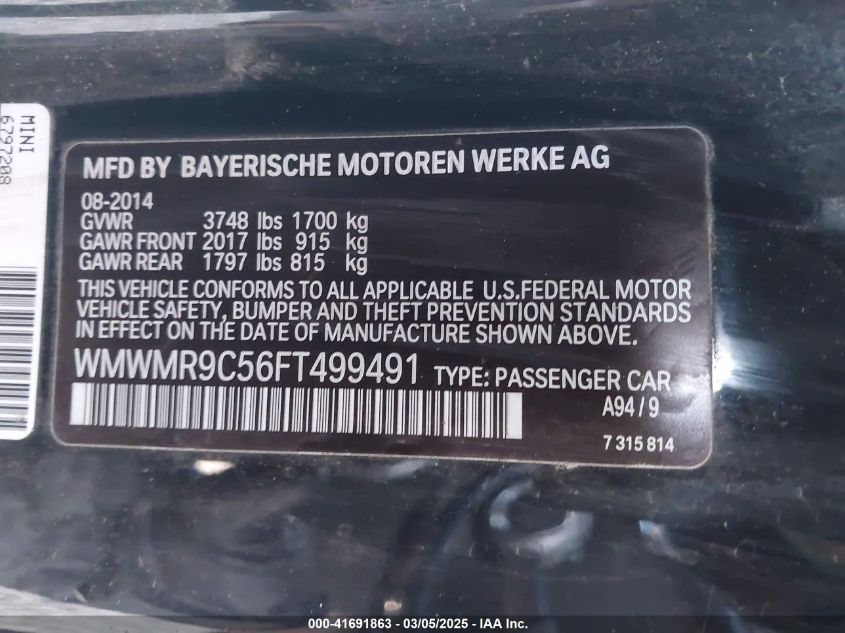 MINI
6797208
MFD BY BAYERISCHE MOTOREN WERKE AG
08-2014
GVWR 3748 lbs 1700 kg
GAWR FRONT 2017 lbs 915 kg
GAWR REAR 1797 lbs 815 kg
THIS VEHICLE CONFORMS TO ALL APPLICABLE U.S.FEDERAL MOTOR
VEHICLE SAFETY, BUMPER AND THEFT PREVENTION STANDARDS
IN EFFECT ON THE DATE OF MANUFACTURE SHOWN ABOVE.
WMWMR9C56FT499491 TYPE: PASSENGER CAR
A94 / 9
7 315 814
000-41691863 - 03/05/2025 - IAA Inc.